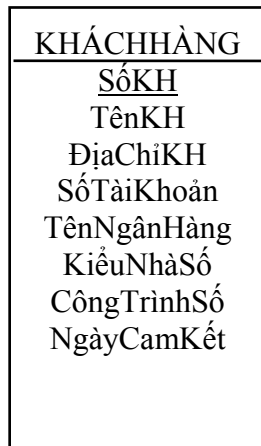 KHÁCHHÀNG
SốKH
TênKH
ĐịaChỉKH
SốTàiKhoản
TênNgânHàng
KiểuNhàSố
CôngTrìnhSố
NgàyCamKết